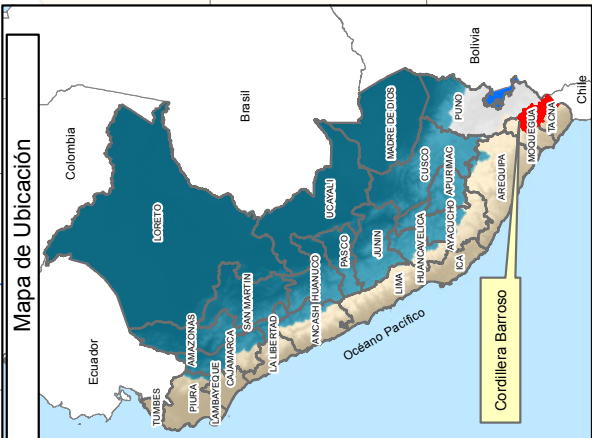 Mapa de Ubicación
Colombia
Ecuador
Brasil
Bolivia
Chile
Océano Pacífico
LORETO
TUMBES
PIURA
LAMBAYEQUE
AMAZONAS
CAJAMARCA
SAN MARTIN
LA LIBERTAD
ANCASH
HUANUCO
UCAYALI
PASCO
JUNIN
LIMA
MADRE DE DIOS
CUSCO
HUANCAVELICA
AYACUCHO
APURIMAC
ICA
PUNO
AREQUIPA
MOQUEGUA
TACNA
Cordillera Barroso